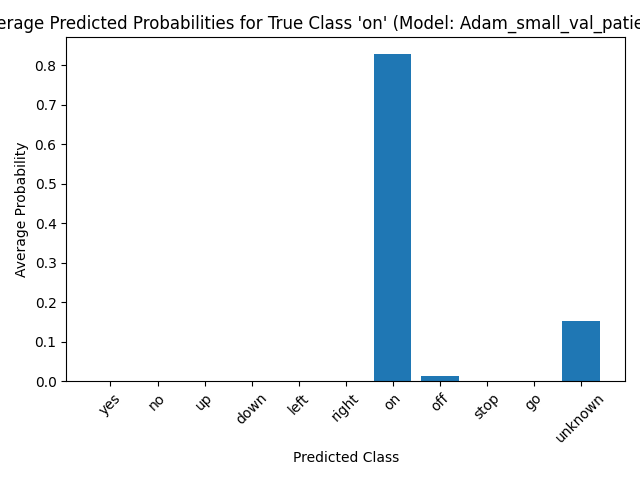 erage Predicted Probabilities for True Class 'on' (Model: Adam_small_val_patie
0.8
0.7
0.6
0.5
0.4
0.3
0.2
0.1
0.0
Average Probability
yes
no
up
down
left
right
on
off
stop
go
unknown
Predicted Class